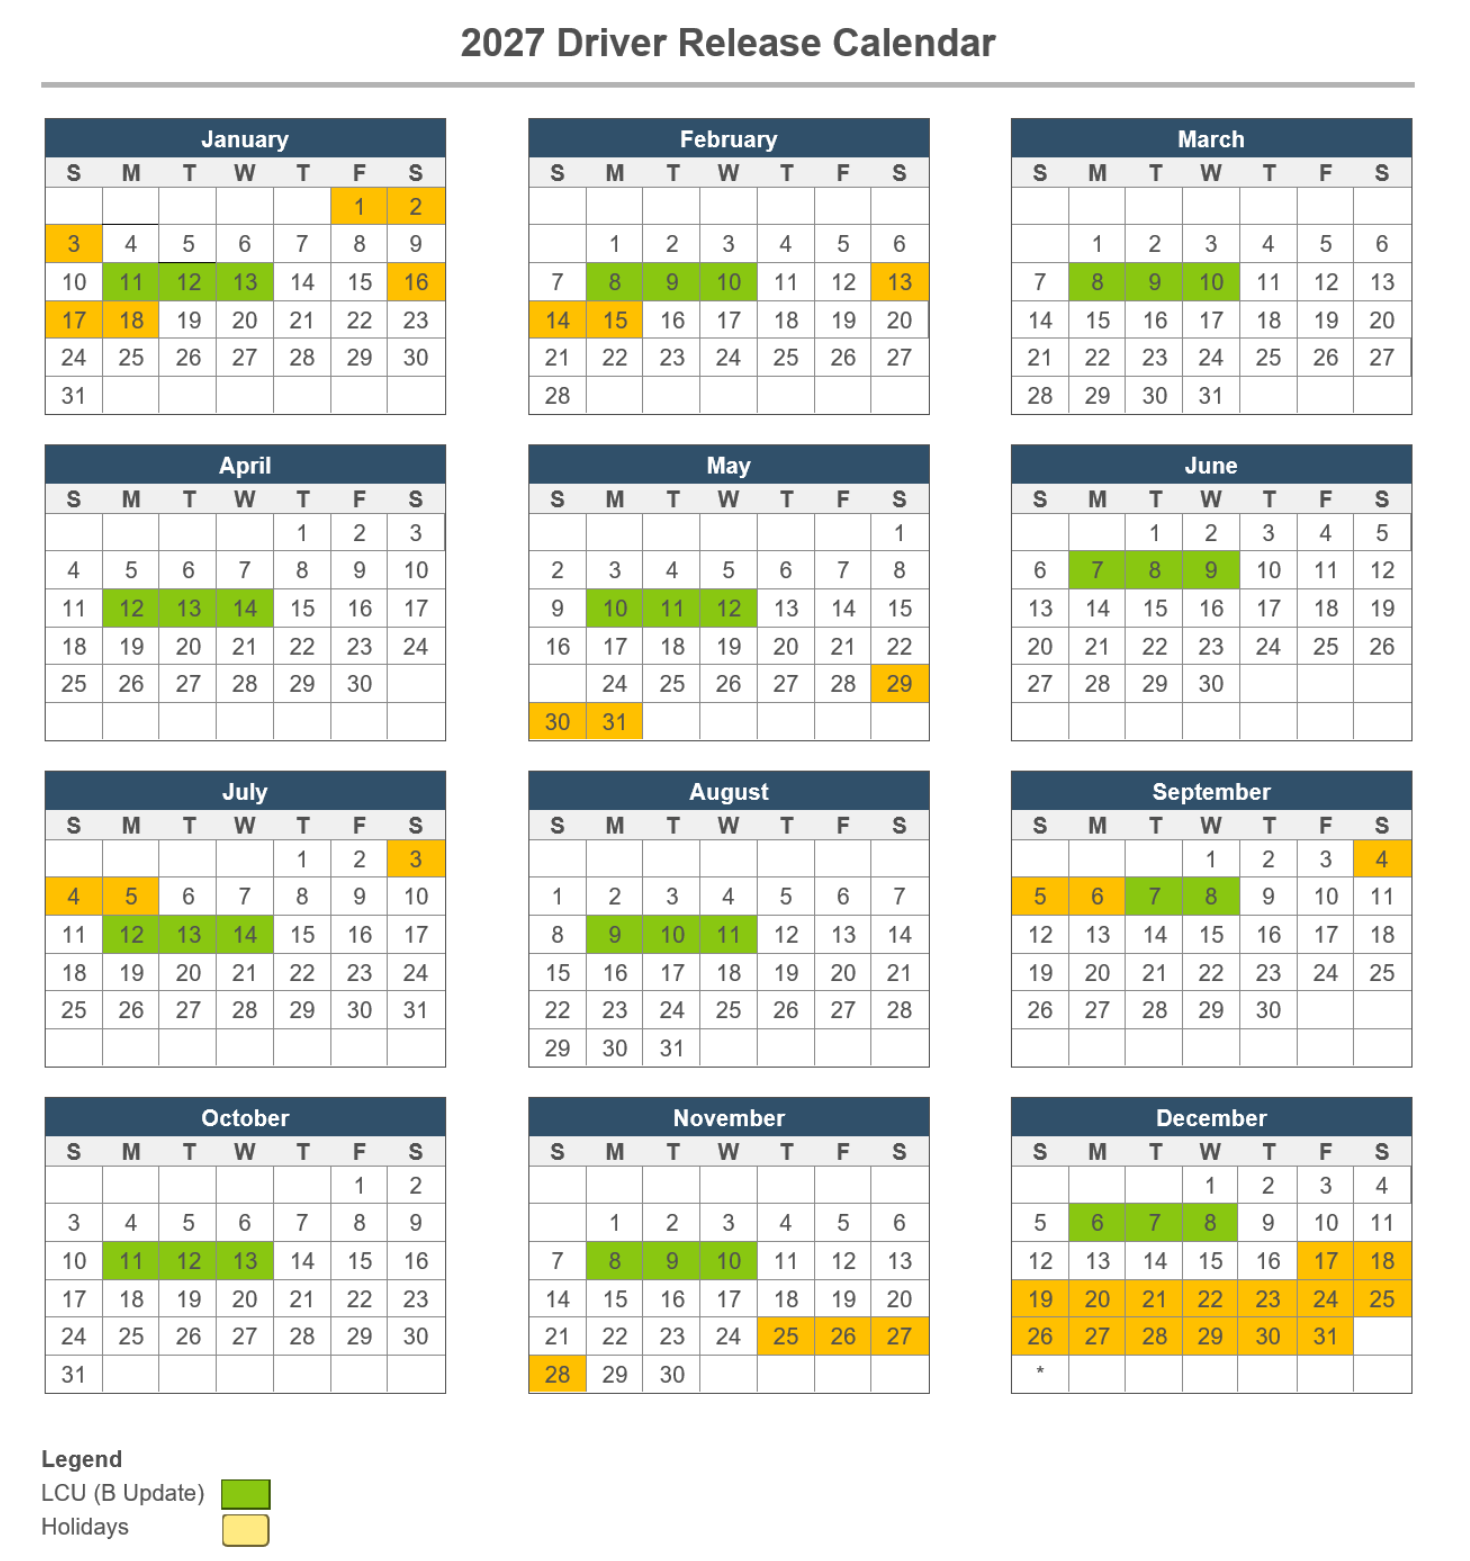 2027 Driver Release Calendar
January
S M T W T F S
1 2
3 4 5 6 7 8 9
10 11 12 13 14 15 16
17 18 19 20 21 22 23
24 25 26 27 28 29 30
31
February
S M T W T F S
1 2 3 4 5 6
7 8 9 10 11 12 13
14 15 16 17 18 19 20
21 22 23 24 25 26 27
28
March
S M T W T F S
1 2 3 4 5 6
7 8 9 10 11 12 13
14 15 16 17 18 19 20
21 22 23 24 25 26 27
28 29 30 31
April
S M T W T F S
1 2 3
4 5 6 7 8 9 10
11 12 13 14 15 16 17
18 19 20 21 22 23 24
25 26 27 28 29 30
May
S M T W T F S
1
2 3 4 5 6 7 8
9 10 11 12 13 14 15
16 17 18 19 20 21 22
24 25 26 27 28 29
30 31
June
S M T W T F S
1 2 3 4 5
6 7 8 9 10 11 12
13 14 15 16 17 18 19
20 21 22 23 24 25 26
27 28 29 30
July
S M T W T F S
1 2 3
4 5 6 7 8 9 10
11 12 13 14 15 16 17
18 19 20 21 22 23 24
25 26 27 28 29 30 31
August
S M T W T F S
1 2 3 4 5 6 7
8 9 10 11 12 13 14
15 16 17 18 19 20 21
22 23 24 25 26 27 28
29 30 31
September
S M T W T F S
1 2 3 4
5 6 7 8 9 10 11
12 13 14 15 16 17 18
19 20 21 22 23 24 25
26 27 28 29 30
October
S M T W T F S
1 2
3 4 5 6 7 8 9
10 11 12 13 14 15 16
17 18 19 20 21 22 23
24 25 26 27 28 29 30
31
November
S M T W T F S
1 2 3 4 5 6
7 8 9 10 11 12 13
14 15 16 17 18 19 20
21 22 23 24 25 26 27
28 29 30
December
S M T W T F S
1 2 3 4
5 6 7 8 9 10 11
12 13 14 15 16 17 18
19 20 21 22 23 24 25
26 27 28 29 30 31
*
Legend
LCU (B Update)
Holidays